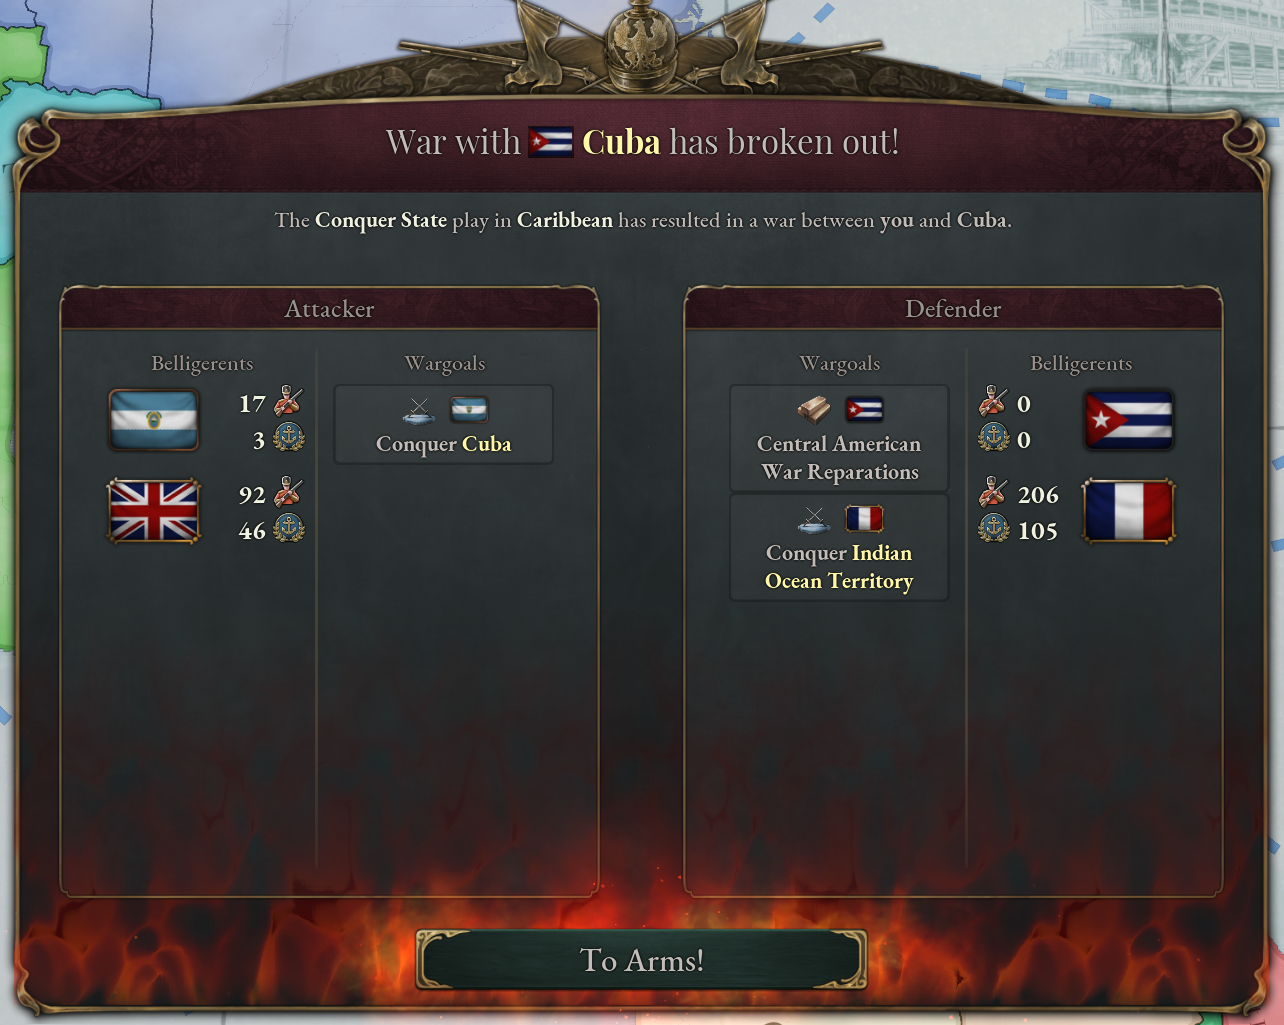 War with Cuba has broken out!
The Conquer State play in Caribbean has resulted in a war between you and Cuba.
Attacker
Belligerents
Wargoals
17
3
Conquer Cuba
92
46
Defender
Wargoals
Belligerents
Central American
War Reparations
0
0
Conquer Indian
Ocean Territory
206
105
To Arms!